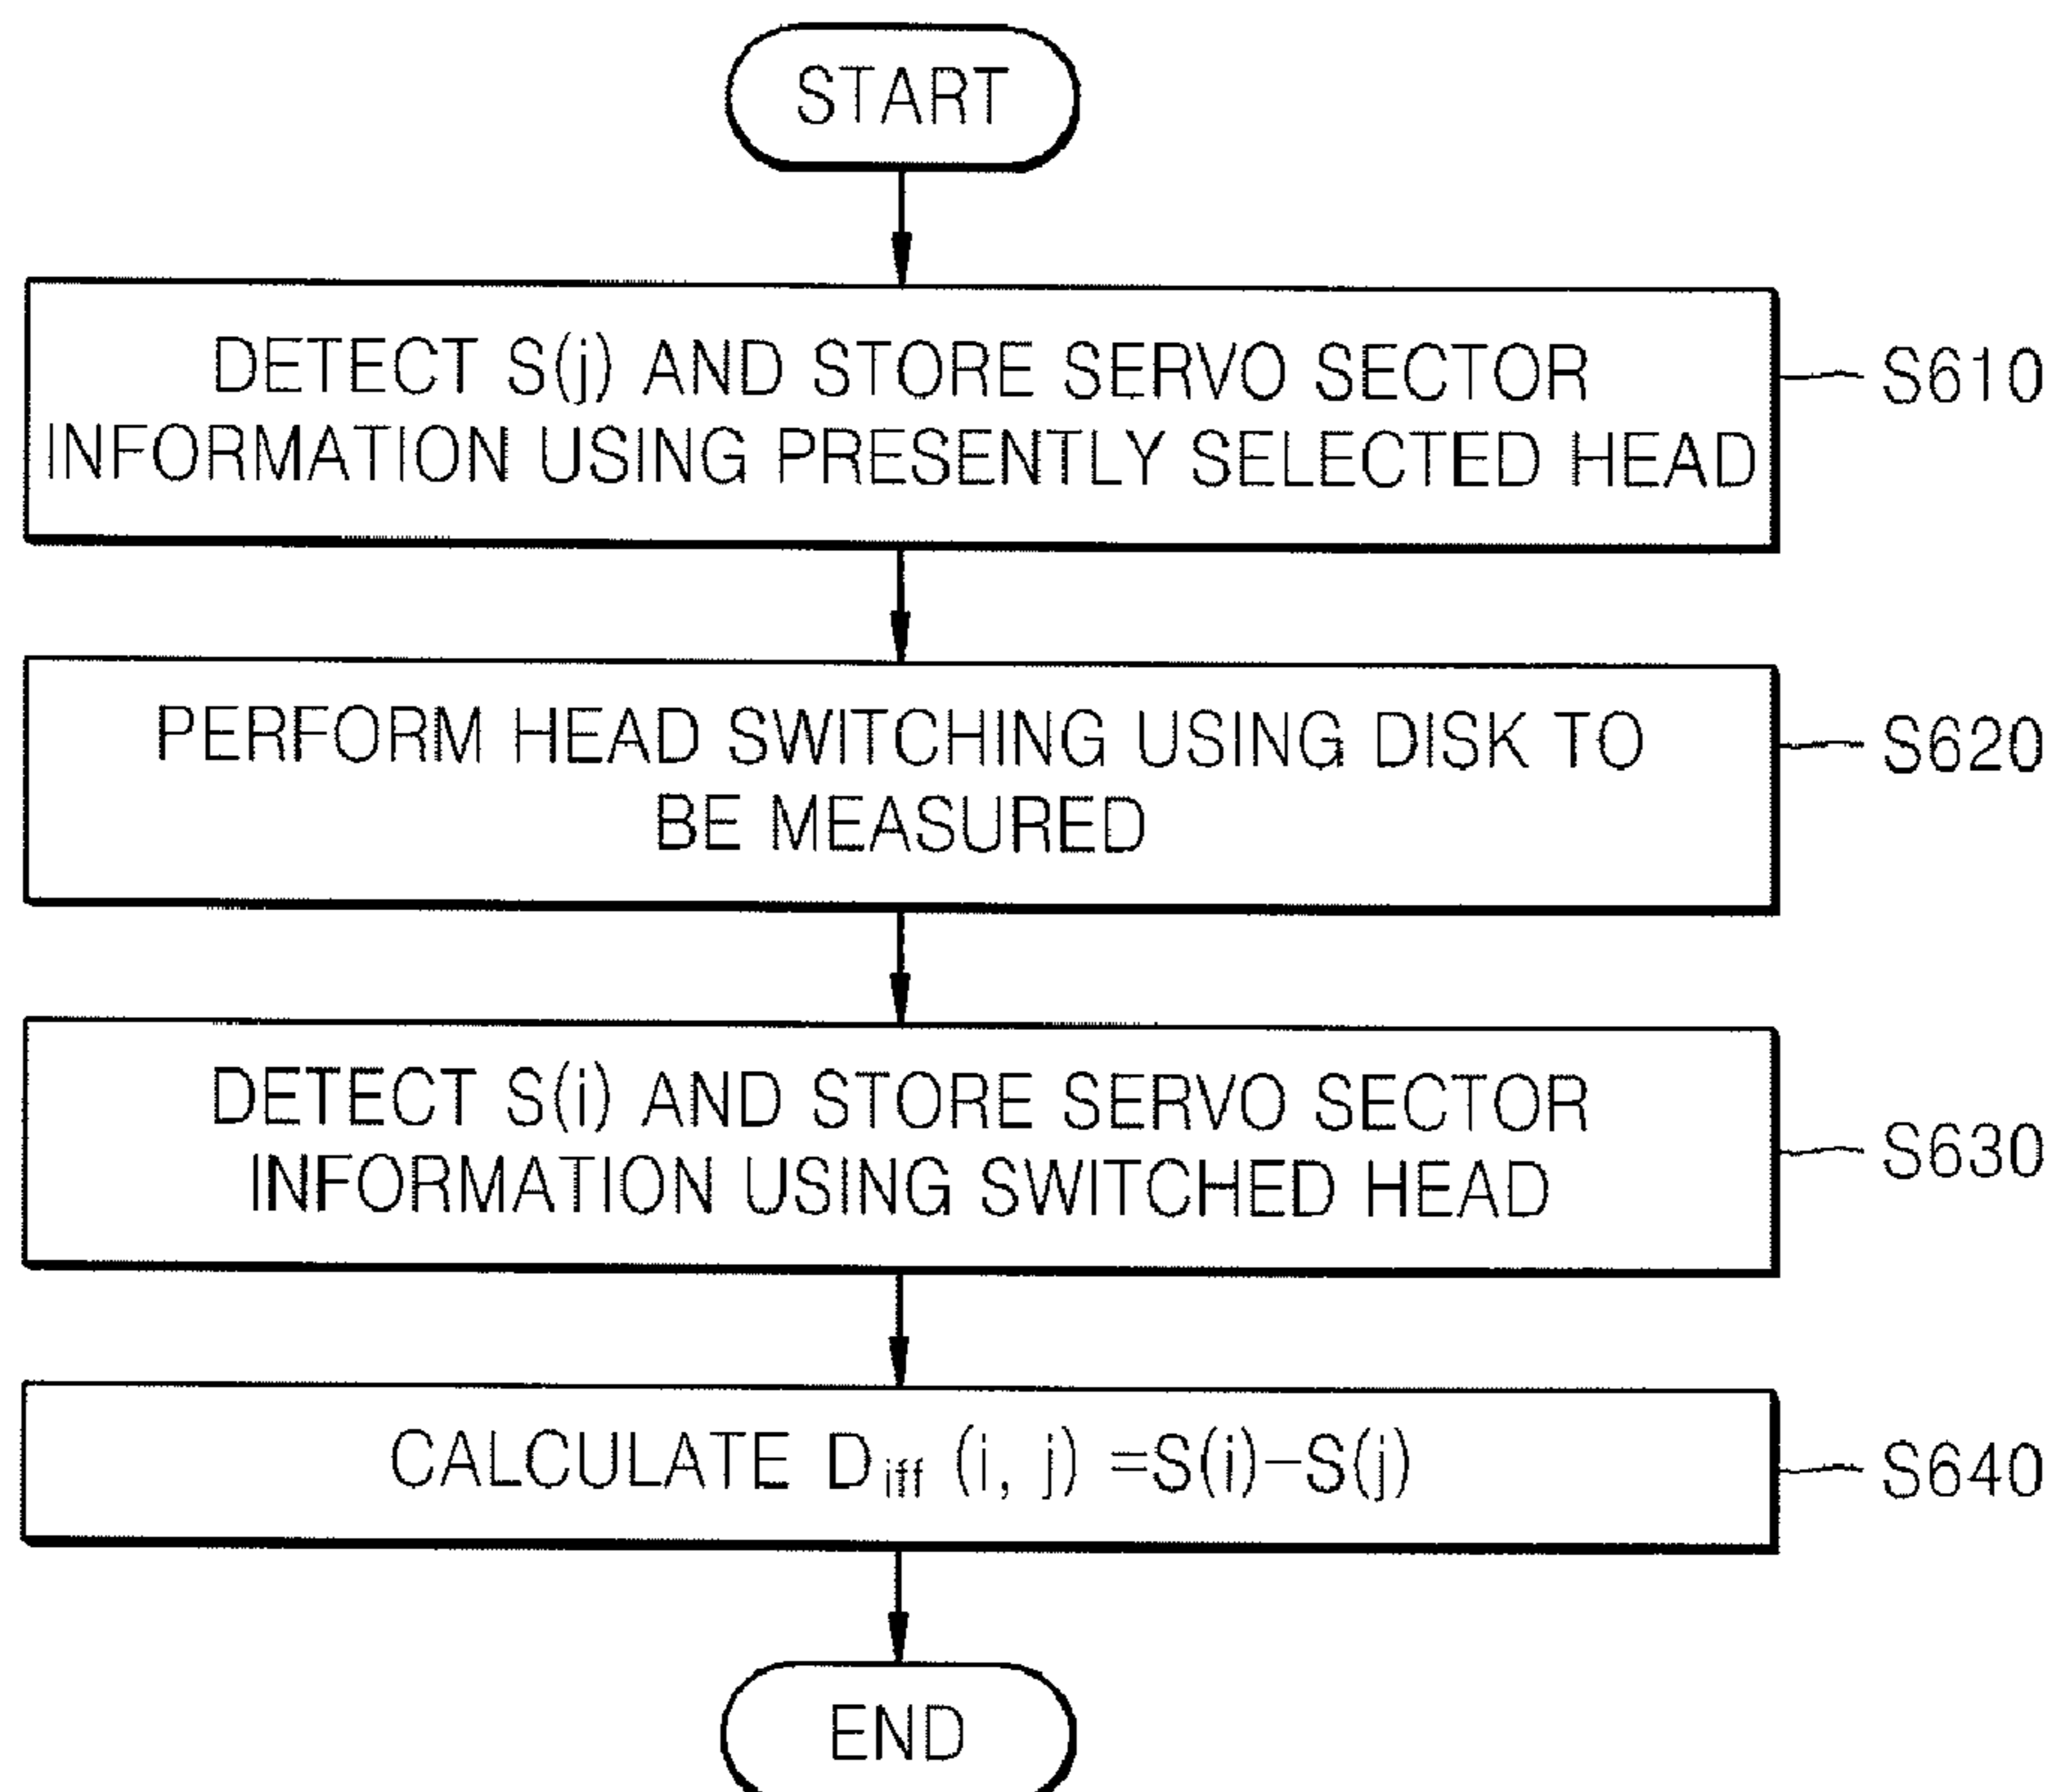 START
DETECT S(j) AND STORE SERVO SECTOR
INFORMATION USING PRESENTLY SELECTED HEAD
S610
PERFORM HEAD SWITCHING USING DISK TO
BE MEASURED
S620
DETECT S(i) AND STORE SERVO SECTOR
INFORMATION USING SWITCHED HEAD
S630
CALCULATE Diff (i, j) =S(i)-S(j)
S640
END